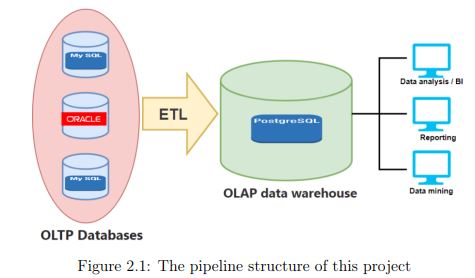 My SQL
ORACLE
My SQL
OLTP Databases
ETL
PostgreSQL
OLAP data warehouse
Data analysis / BI
Reporting
Data mining
Figure 2.1: The pipeline structure of this project